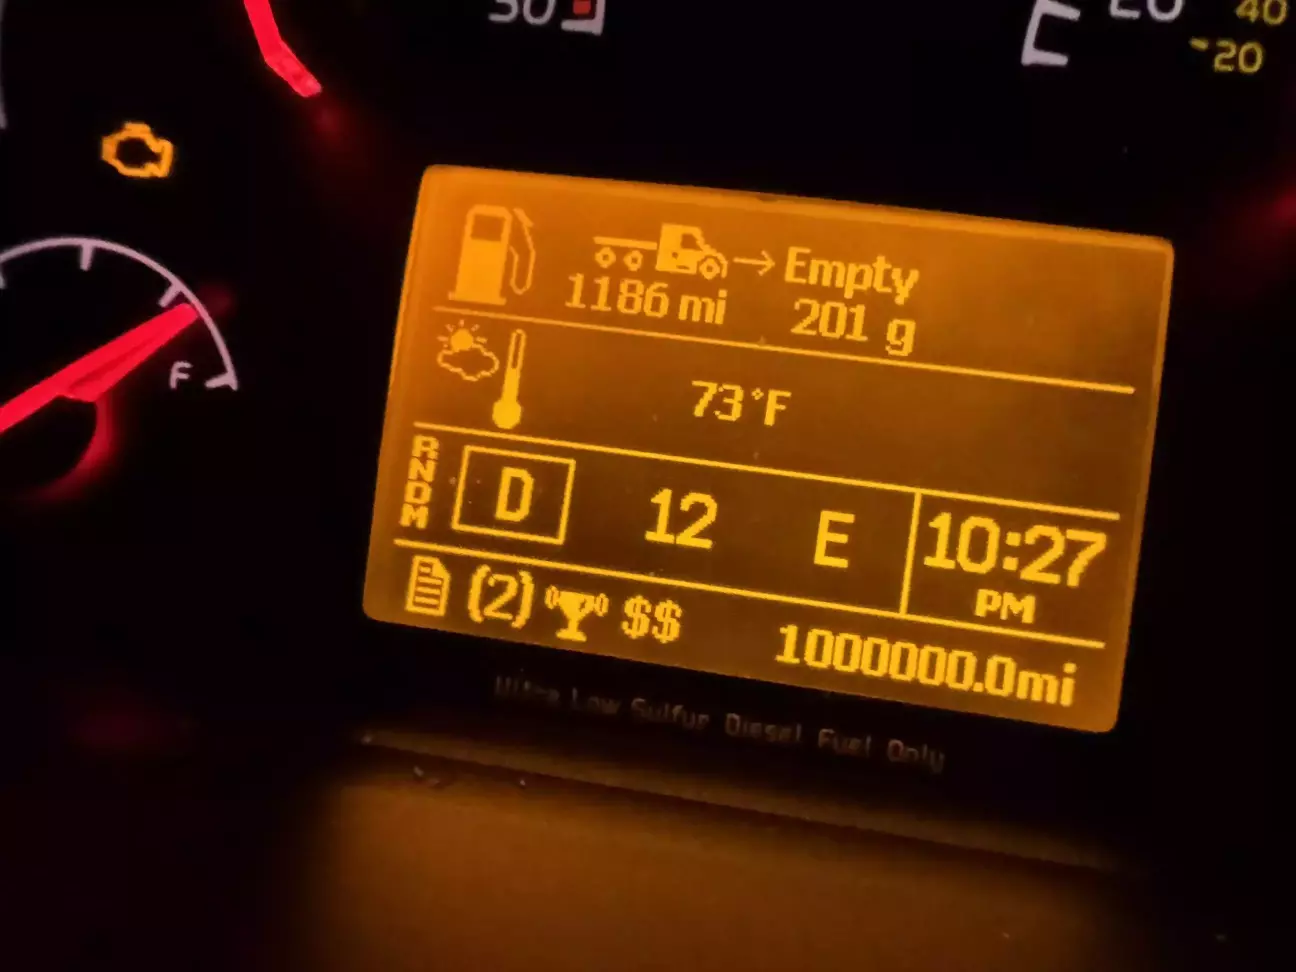 40
20
Empty
1186 mi 201 g
73°F
RNDM D 12 E 10:27
PM
(2) $$ 1000000.0mi
Ultra Low Sulfur Diesel Fuel Only
F